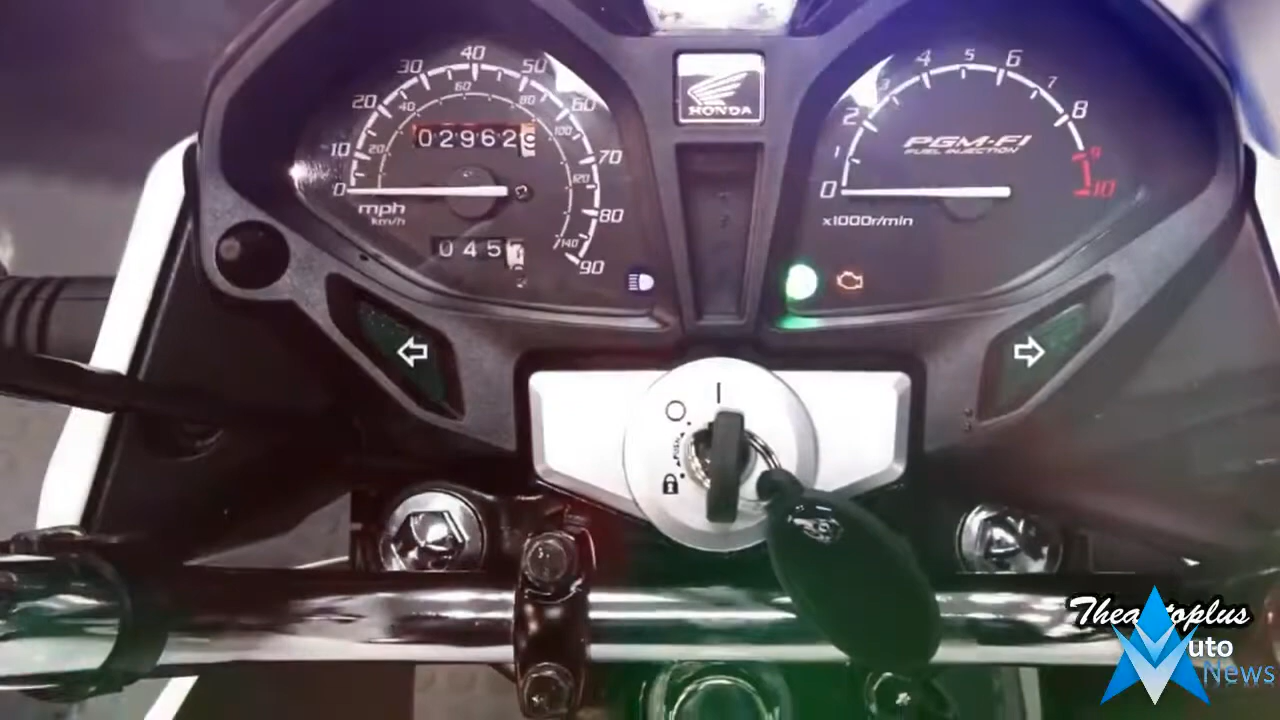 0 10 20 30 40 50 60 70 80 90
20 40 60 80 100 120 140
02962
mph
km/h
045
HONDA
0 1 2 3 4 5 6 7 8 9 10
PGM-FI
FUEL INJECTION
x1000r/min
PUSH
Theautoplus
uto
News